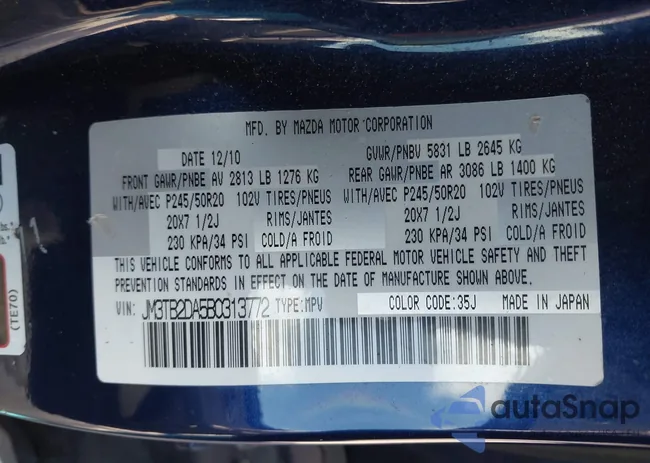 MFD. BY MAZDA MOTOR CORPORATION
DATE 12/10 GVWR/PNBV 5831 LB 2645 KG
FRONT GAWR/PNBE AV 2813 LB 1276 KG REAR GAWR/PNBE AR 3086 LB 1400 KG
WITH/AVEC P245/50R20 102V TIRES/PNEUS WITH/AVEC P245/50R20 102V TIRES/PNEUS
20X7 1/2J RIMS/JANTES 20X7 1/2J RIMS/JANTES
230 KPA/34 PSI COLD/A FROID 230 KPA/34 PSI COLD/A FROID
THIS VEHICLE CONFORMS TO ALL APPLICABLE FEDERAL MOTOR VEHICLE SAFETY AND THEFT
PREVENTION STANDARDS IN EFFECT ON THE DATE OF MANUFACTURE SHOWN ABOVE.
VIN: JM3TB2DA5B0313772 TYPE:MPV COLOR CODE:35J MADE IN JAPAN
(TE70)
autoSnap